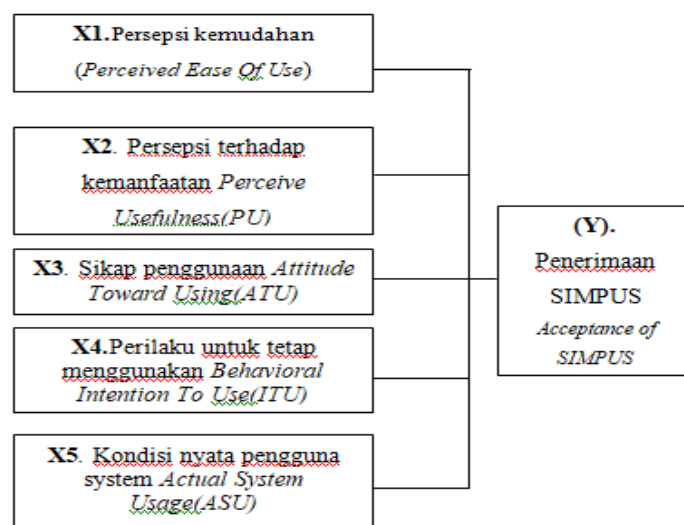 X1.Persepsi kemudahan
(Perceived Ease Of Use)
X2. Persepsi terhadap
kemanfaatan Perceive
Usefulness(PU)
X3. Sikap penggunaan Attitude
Toward Using(ATU)
X4.Perilaku untuk tetap
menggunakan Behavioral
Intention To Use(ITU)
X5. Kondisi nyata pengguna
system Actual System
Usage(ASU)
(Y).
Penerimaan
SIMPUS
Acceptance of
SIMPUS